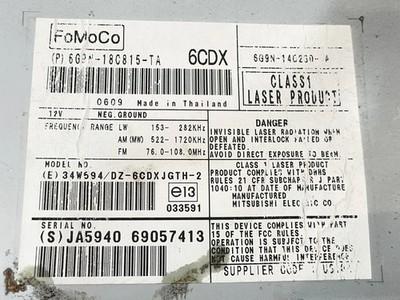 FoMoCo
(P) 6G9N-18C815-TA 6CDX
0609 Made in Thailand
12V NEG.GROUND
FREQUENCY RANGE LW 153- 282KHz
AM(MW) 522- 1720KHz
FM 76.0-108.0MHz
MODEL NO.
(E) 34W594/DZ-6CDXJGTH-2
e13
033591
SERIAL NO.
(S)JA5940 69057413
CLASS1
LASER PRODUCT
DANGER
INVISIBLE LASER RADIATION WHEN
OPEN AND INTERLOCK FAILED OR
DEFEATED.
AVOID DIRECT EXPOSURE TO BEAM.
CLASS 1 LASER PRODUCT
PRODUCT COMPLIES WITH DHHS
RULES 21 CFR SUBCHAPTER J PART
1040:10 AT DATE OF MANUFACTURE
MANUFACTURED
MITSUBISHI ELECTRIC CO
THIS DEVICE COMPLIES WITH PART
15 OF THE FCC RULES.
OPERATION IS SUBJECT TO THE
CONDITION THAT THIS DEVICE DOES
NOT CAUSE HARMFUL INTERFERENCE
SUPPLIER CODE